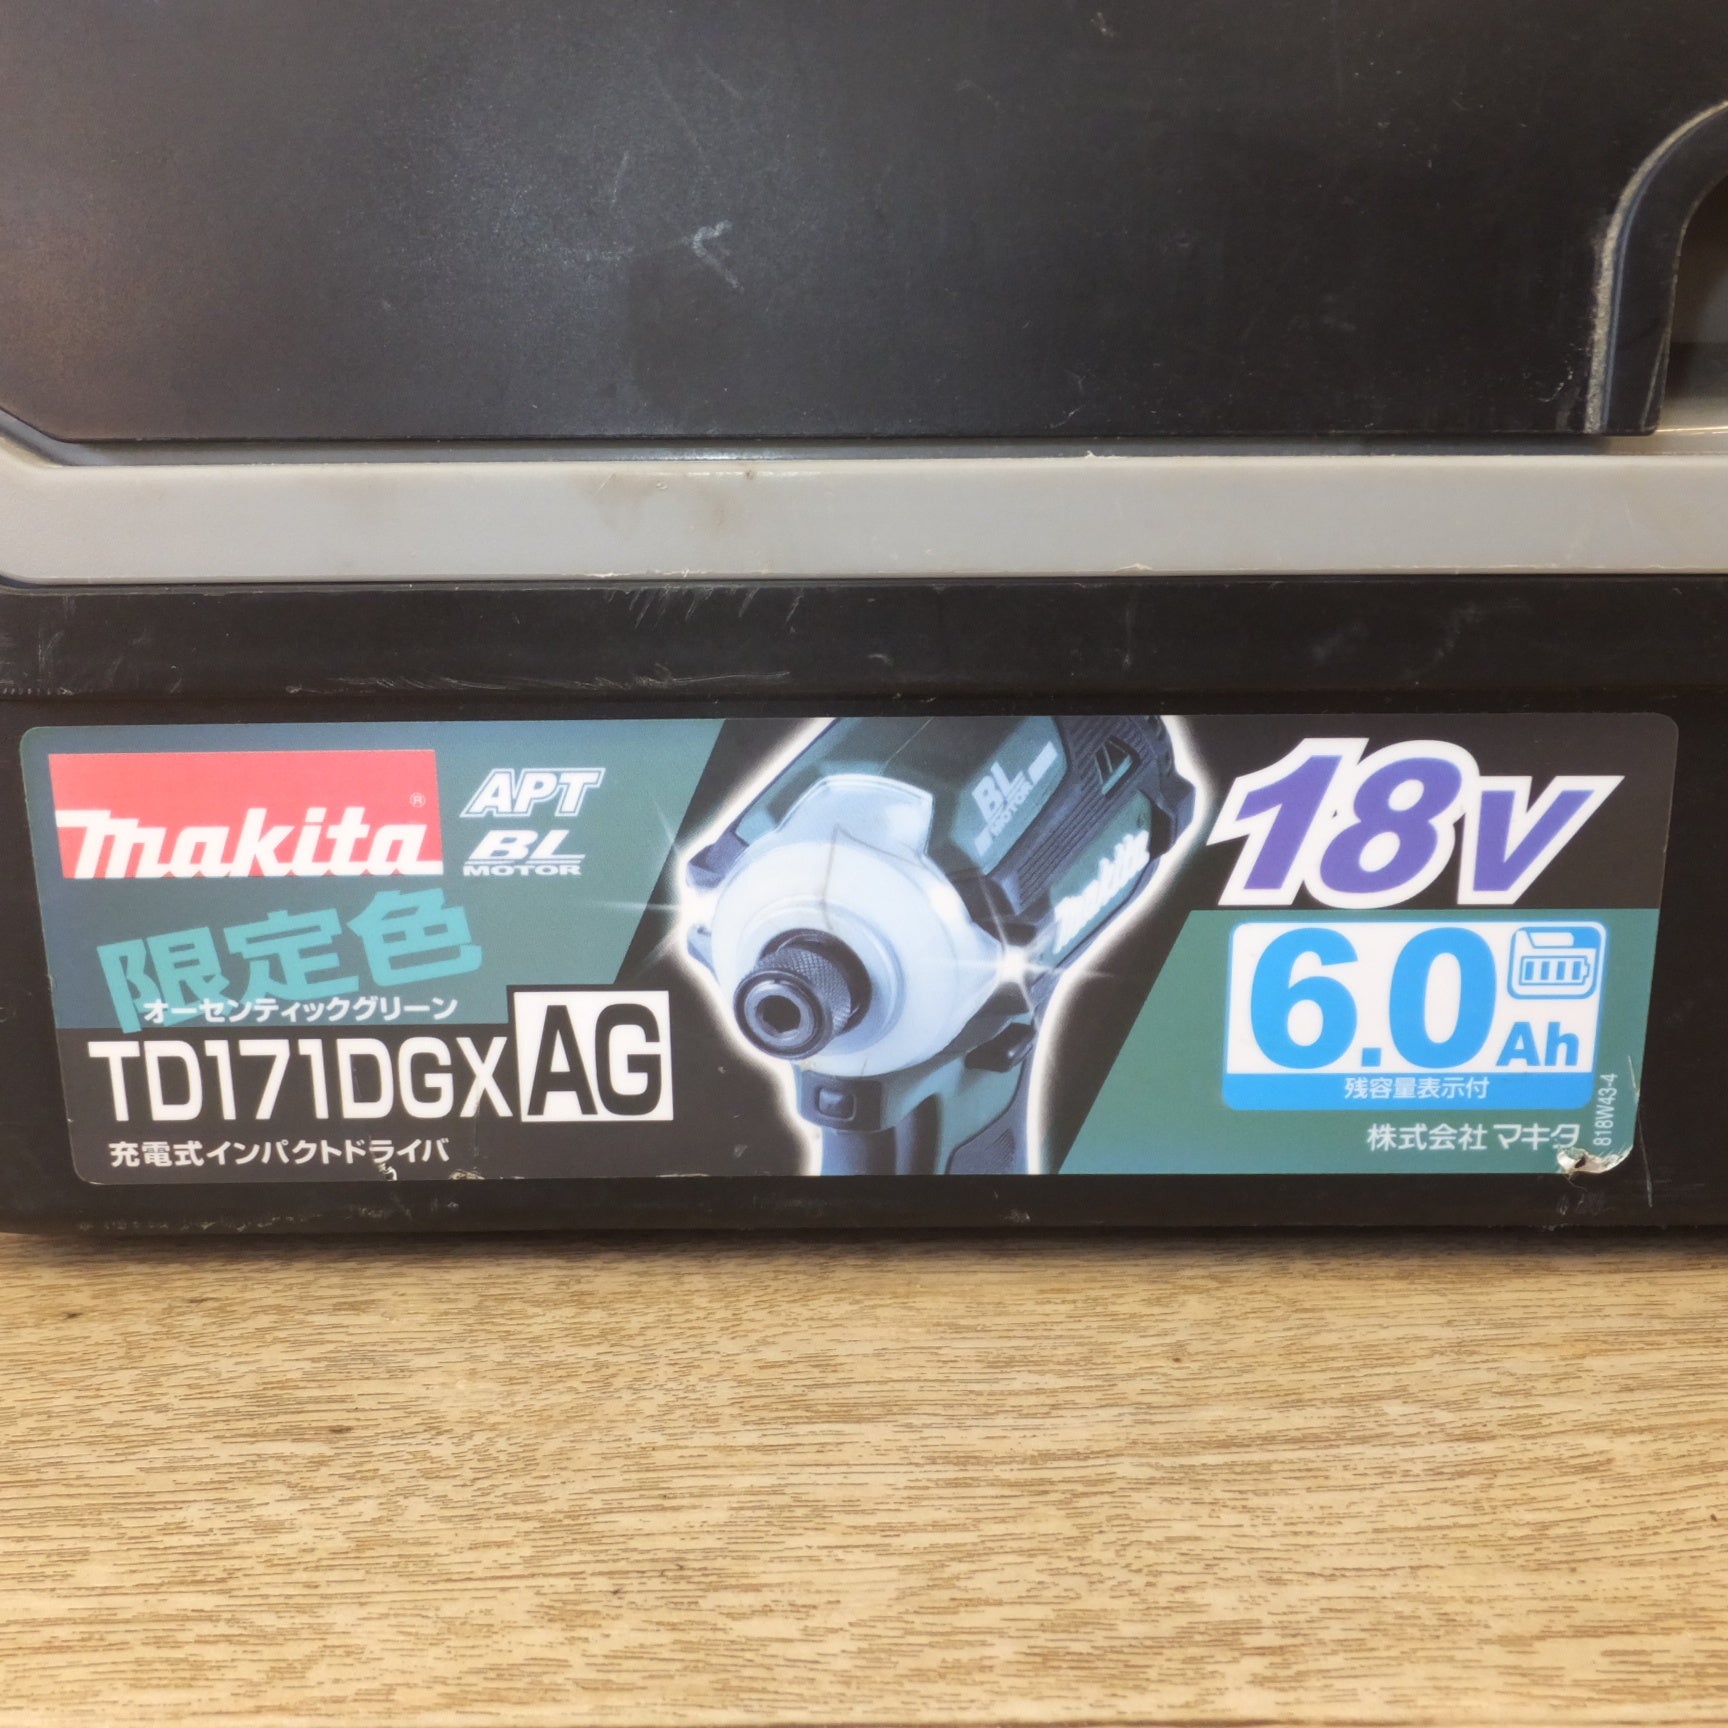 makita®
APT
BL
MOTOR
限定色
オーセンティックグリーン
TD171DGXAG
充電式インパクトドライバ
BL
MOTOR
makita
18V
6.0Ah
残容量表示付
株式会社マキタ
818W43-4